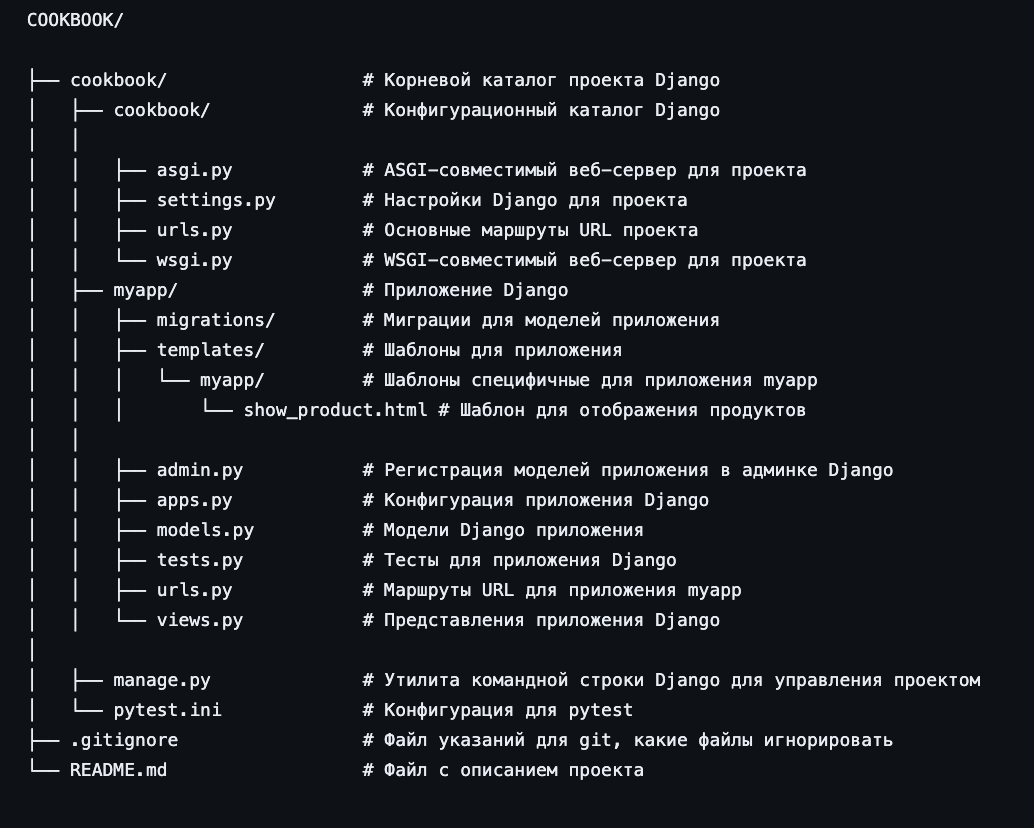 COOKBOOK/
├── cookbook/ # Корневой каталог проекта Django
│   ├── cookbook/ # Конфигурационный каталог Django
│   │
│   │   ├── asgi.py # ASGI-совместимый веб-сервер для проекта
│   │   ├── settings.py # Настройки Django для проекта
│   │   ├── urls.py # Основные маршруты URL проекта
│   │   └── wsgi.py # WSGI-совместимый веб-сервер для проекта
│   ├── myapp/ # Приложение Django
│   │   ├── migrations/ # Миграции для моделей приложения
│   │   ├── templates/ # Шаблоны для приложения
│   │   │   └── myapp/ # Шаблоны специфичные для приложения myapp
│   │   │       └── show_product.html # Шаблон для отображения продуктов
│   │
│   │   ├── admin.py # Регистрация моделей приложения в админке Django
│   │   ├── apps.py # Конфигурация приложения Django
│   │   ├── models.py # Модели Django приложения
│   │   ├── tests.py # Тесты для приложения Django
│   │   ├── urls.py # Маршруты URL для приложения myapp
│   │   └── views.py # Представления приложения Django
│
│   ├── manage.py # Утилита командной строки Django для управления проектом
│   └── pytest.ini # Конфигурация для pytest
├── .gitignore # Файл указаний для git, какие файлы игнорировать
└── README.md # Файл с описанием проекта